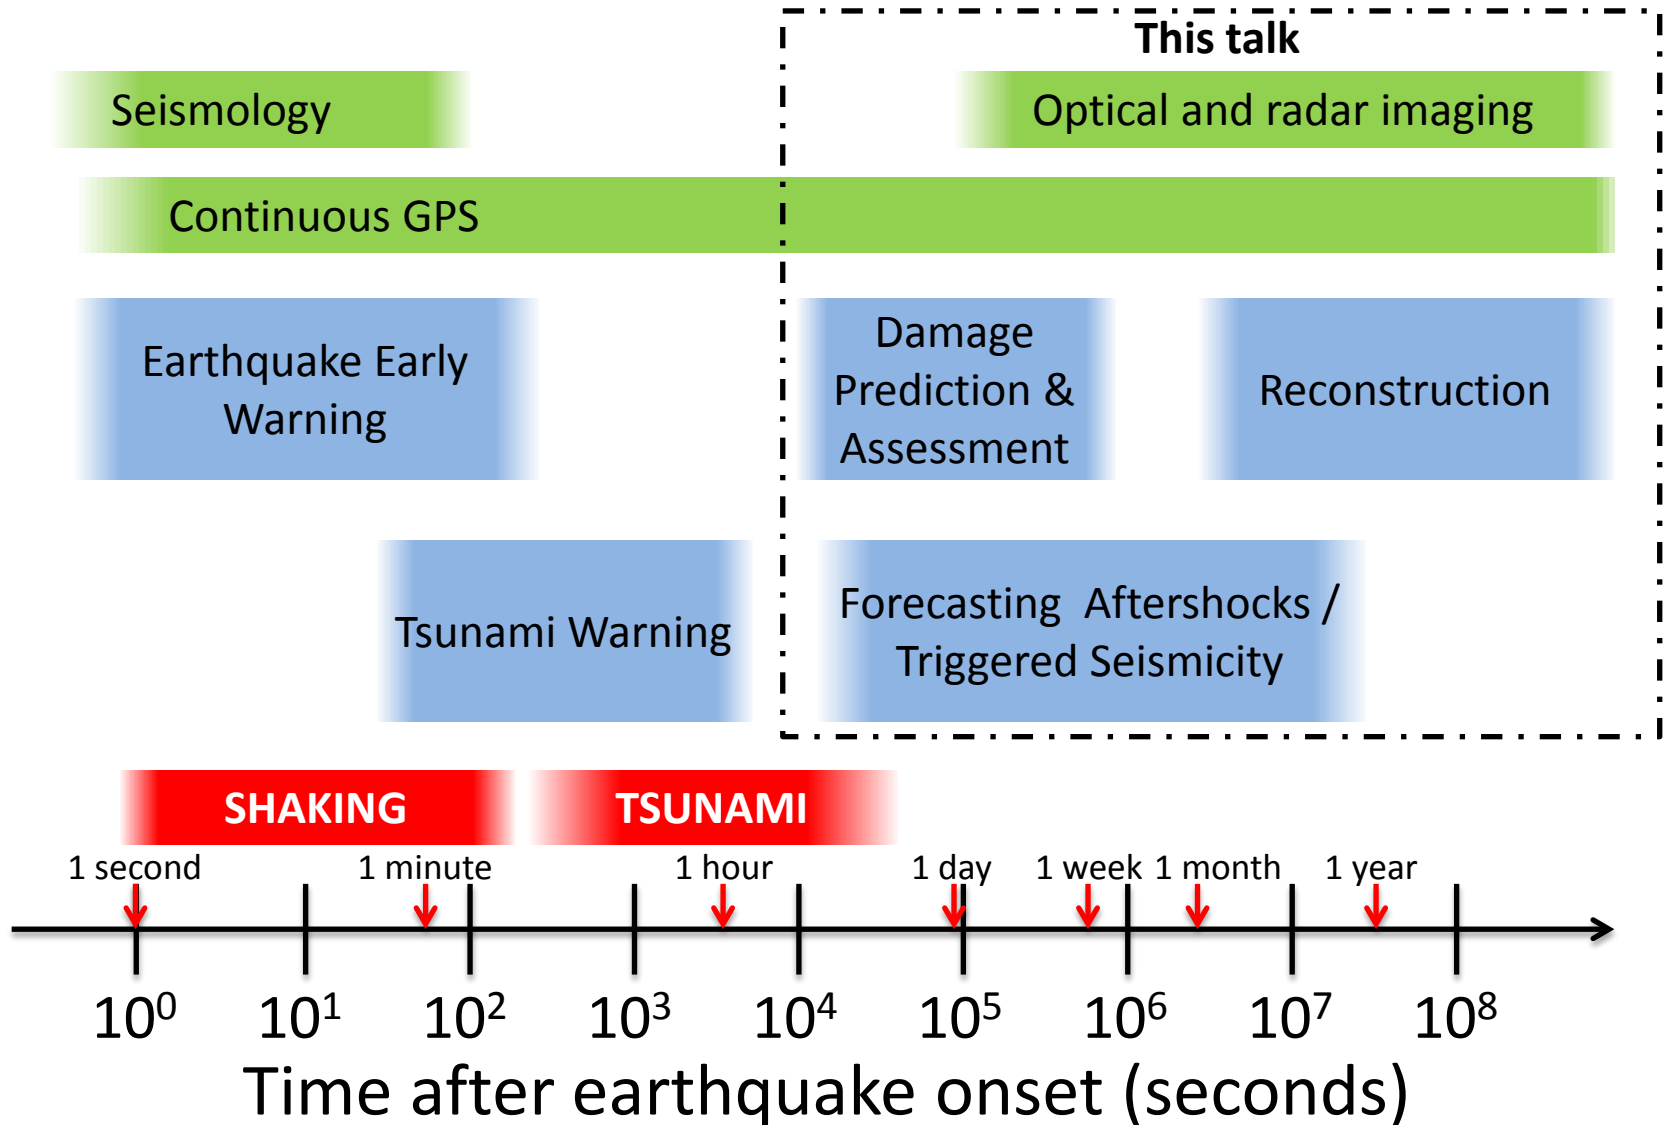 This talk
Seismology
Optical and radar imaging
Continuous GPS
Earthquake Early
Warning
Damage
Prediction &
Assessment
Reconstruction
Tsunami Warning
Forecasting  Aftershocks /
Triggered Seismicity
SHAKING
TSUNAMI
1 second
1 minute
1 hour
1 day
1 week
1 month
1 year
10⁰
10¹
10²
10³
10⁴
10⁵
10⁶
10⁷
10⁸
Time after earthquake onset (seconds)